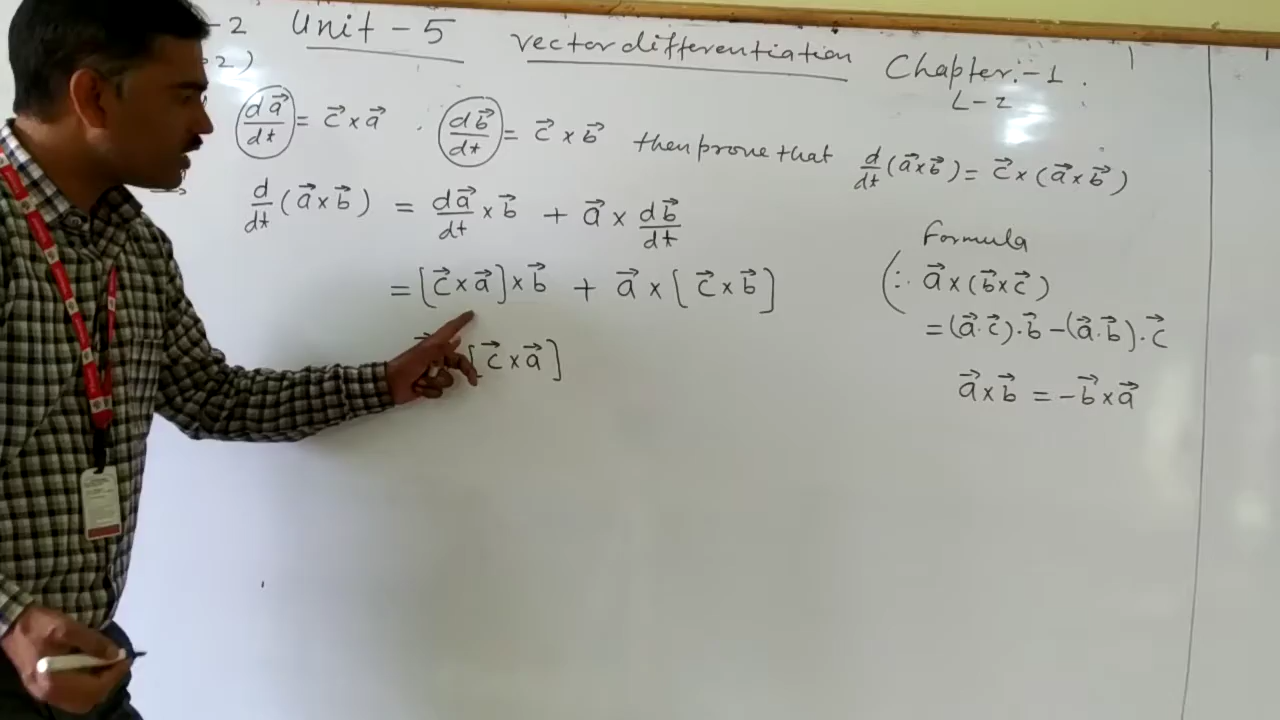 -2 Unit - 5 vector differentiation Chapter:-1.
2) L-2
da⃗/dt = c⃗×a⃗ . db⃗/dt = c⃗×b⃗ then prove that d/dt(a⃗×b⃗) = c⃗×(a⃗×b⃗)
d/dt(a⃗×b⃗) = da⃗/dt×b⃗ + a⃗×db⃗/dt
= [c⃗×a⃗]×b⃗ + a⃗×[c⃗×b⃗]
[c⃗×a⃗]
Formula
(∵ a⃗×(b⃗×c⃗)
=(a⃗.c⃗).b⃗-(a⃗.b⃗).c⃗
a⃗×b⃗ = -b⃗×a⃗